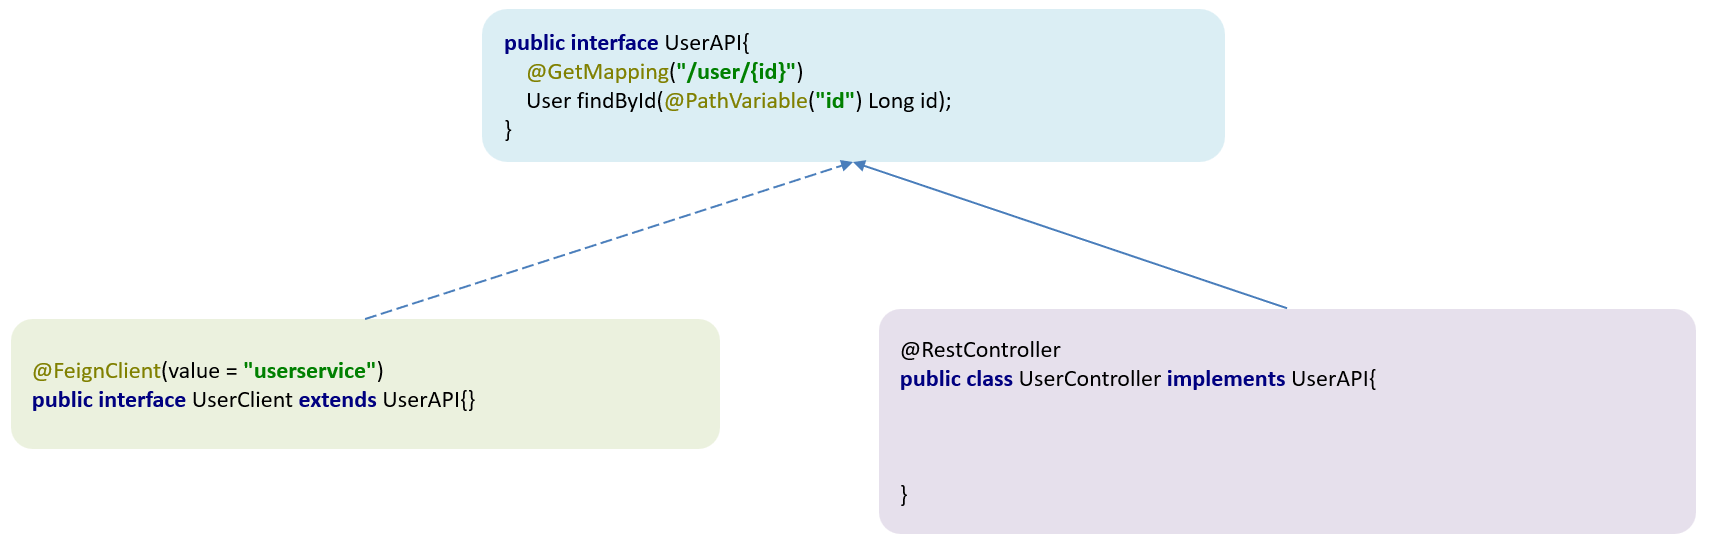 public interface UserAPI{
@GetMapping("/user/{id}")
User findById(@PathVariable("id") Long id);
}
@FeignClient(value = "userservice")
public interface UserClient extends UserAPI{}
@RestController
public class UserController implements UserAPI{
}